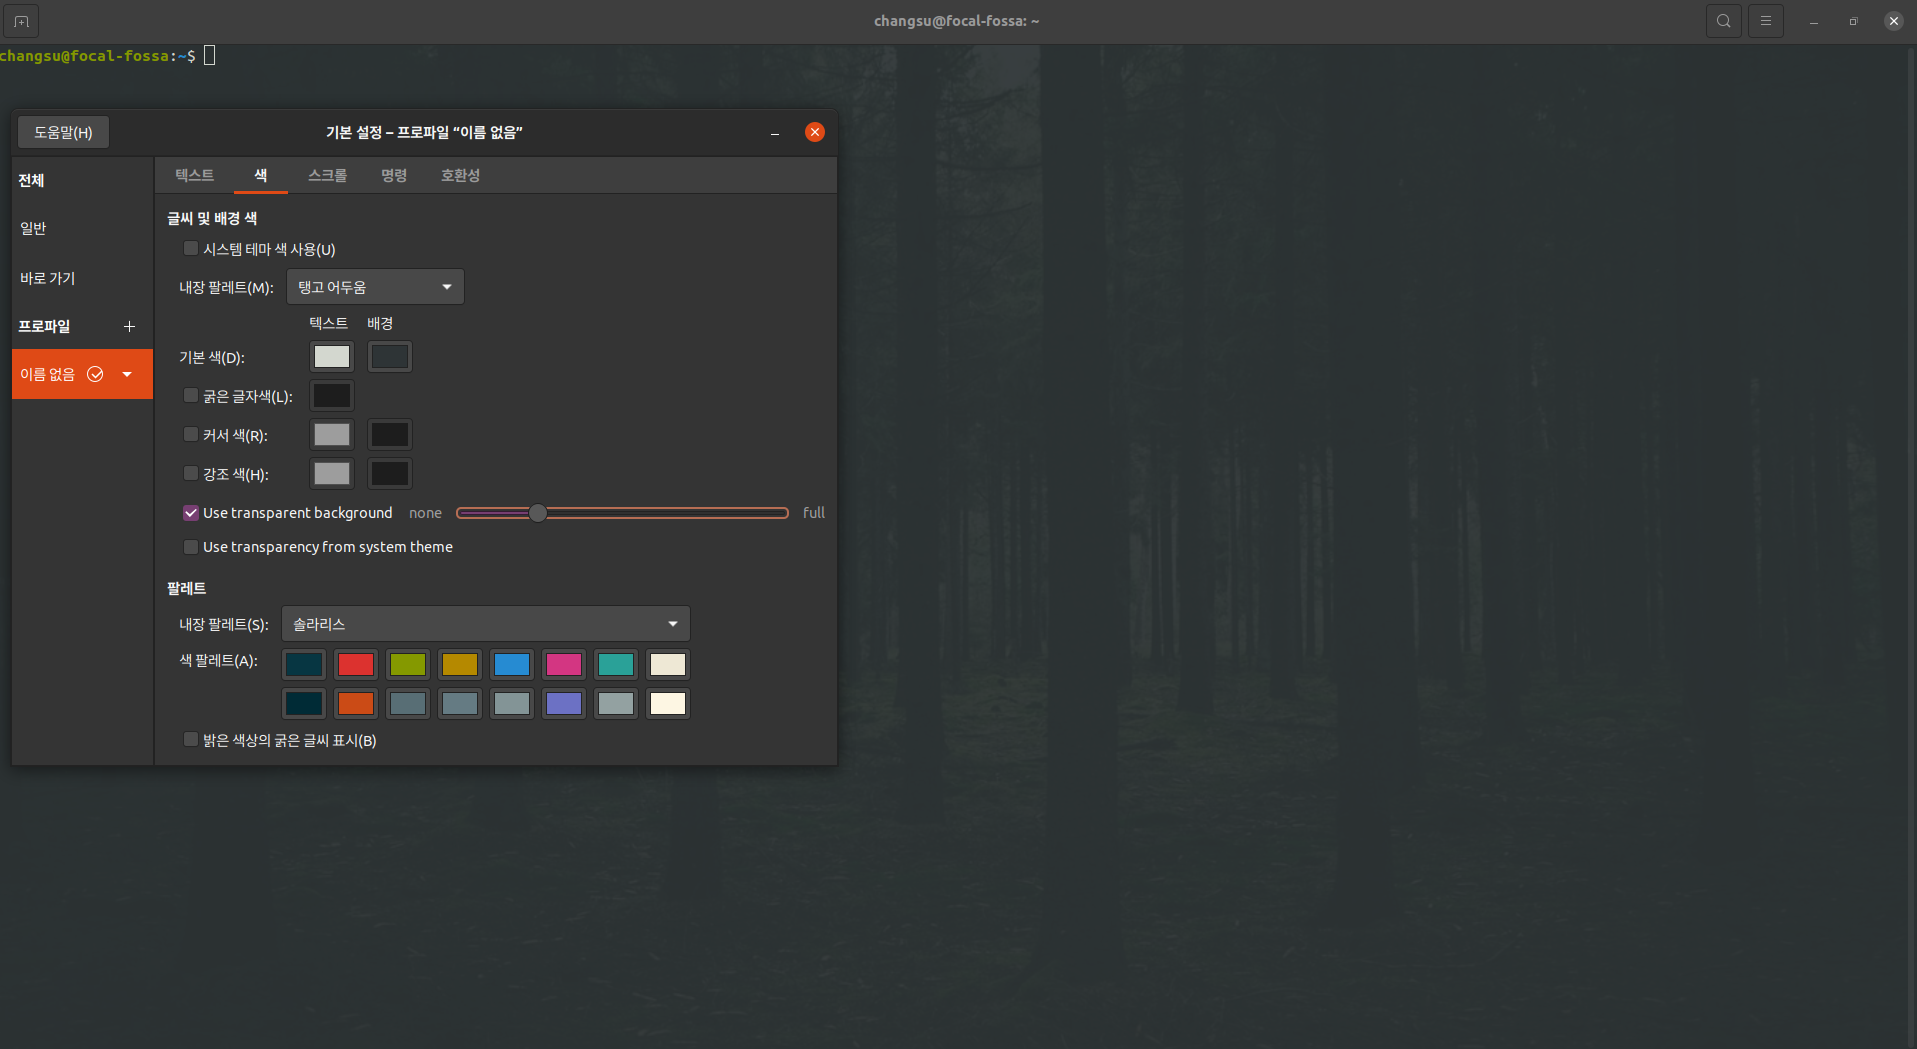 changsu@focal-fossa: ~
changsu@focal-fossa:~$
도움말(H)
기본 설정 – 프로파일 “이름 없음”
전체
일반
바로 가기
프로파일
이름 없음
텍스트 색 스크롤 명령 호환성
글씨 및 배경 색
시스템 테마 색 사용(U)
내장 팔레트(M): 탱고 어두움
텍스트 배경
기본 색(D):
굵은 글자색(L):
커서 색(R):
강조 색(H):
Use transparent background none full
Use transparency from system theme
팔레트
내장 팔레트(S): 솔라리스
색 팔레트(A):
밝은 색상의 굵은 글씨 표시(B)